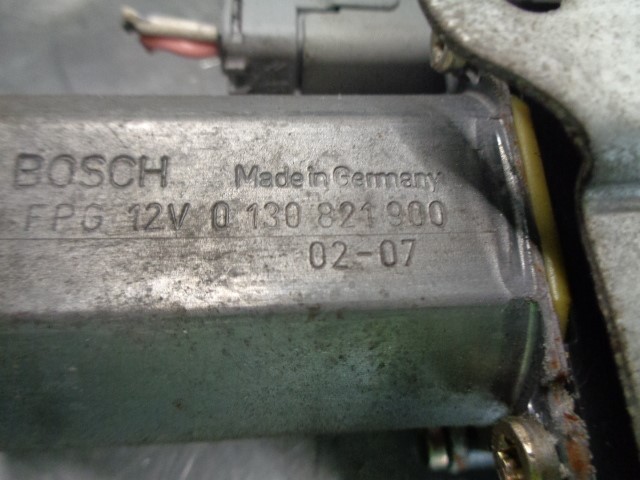 BOSCH Made in Germany
FPG 12V 0 130 821 900
02-07